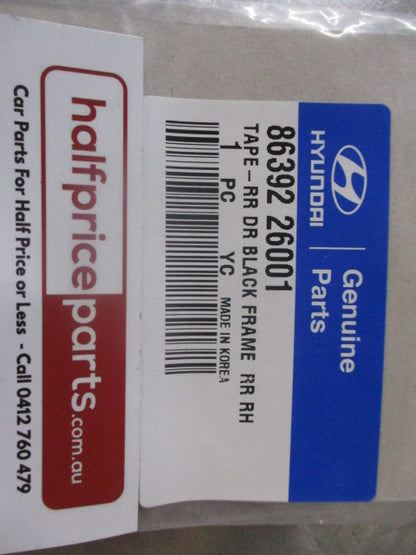 HYUNDAI
Genuine
Parts
86392 26001
TAPE-RR DR BLACK FRAME RR RH
1 PC YC MADE IN KOREA
halfpriceparts.com.au
Car Parts For Half Price or Less - Call 0412 760 479